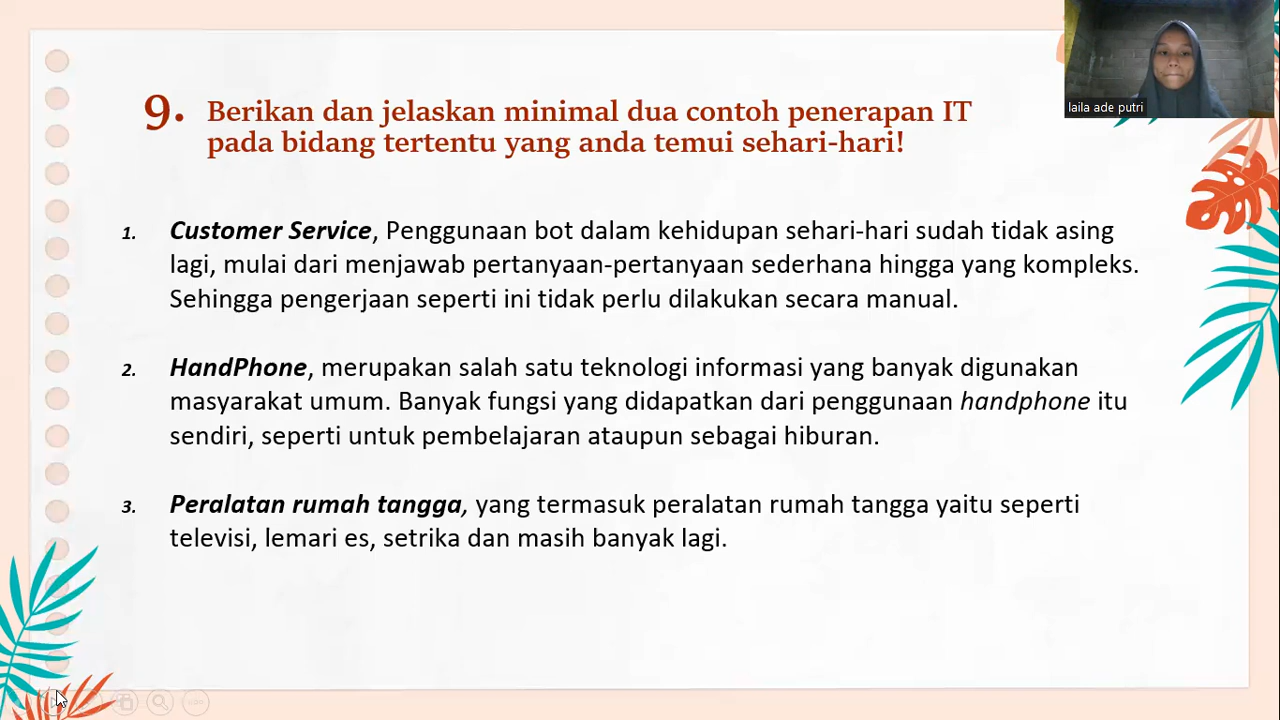 laila ade putri
9. Berikan dan jelaskan minimal dua contoh penerapan IT
pada bidang tertentu yang anda temui sehari-hari!
1. Customer Service, Penggunaan bot dalam kehidupan sehari-hari sudah tidak asing
lagi, mulai dari menjawab pertanyaan-pertanyaan sederhana hingga yang kompleks.
Sehingga pengerjaan seperti ini tidak perlu dilakukan secara manual.
2. HandPhone, merupakan salah satu teknologi informasi yang banyak digunakan
masyarakat umum. Banyak fungsi yang didapatkan dari penggunaan handphone itu
sendiri, seperti untuk pembelajaran ataupun sebagai hiburan.
3. Peralatan rumah tangga, yang termasuk peralatan rumah tangga yaitu seperti
televisi, lemari es, setrika dan masih banyak lagi.